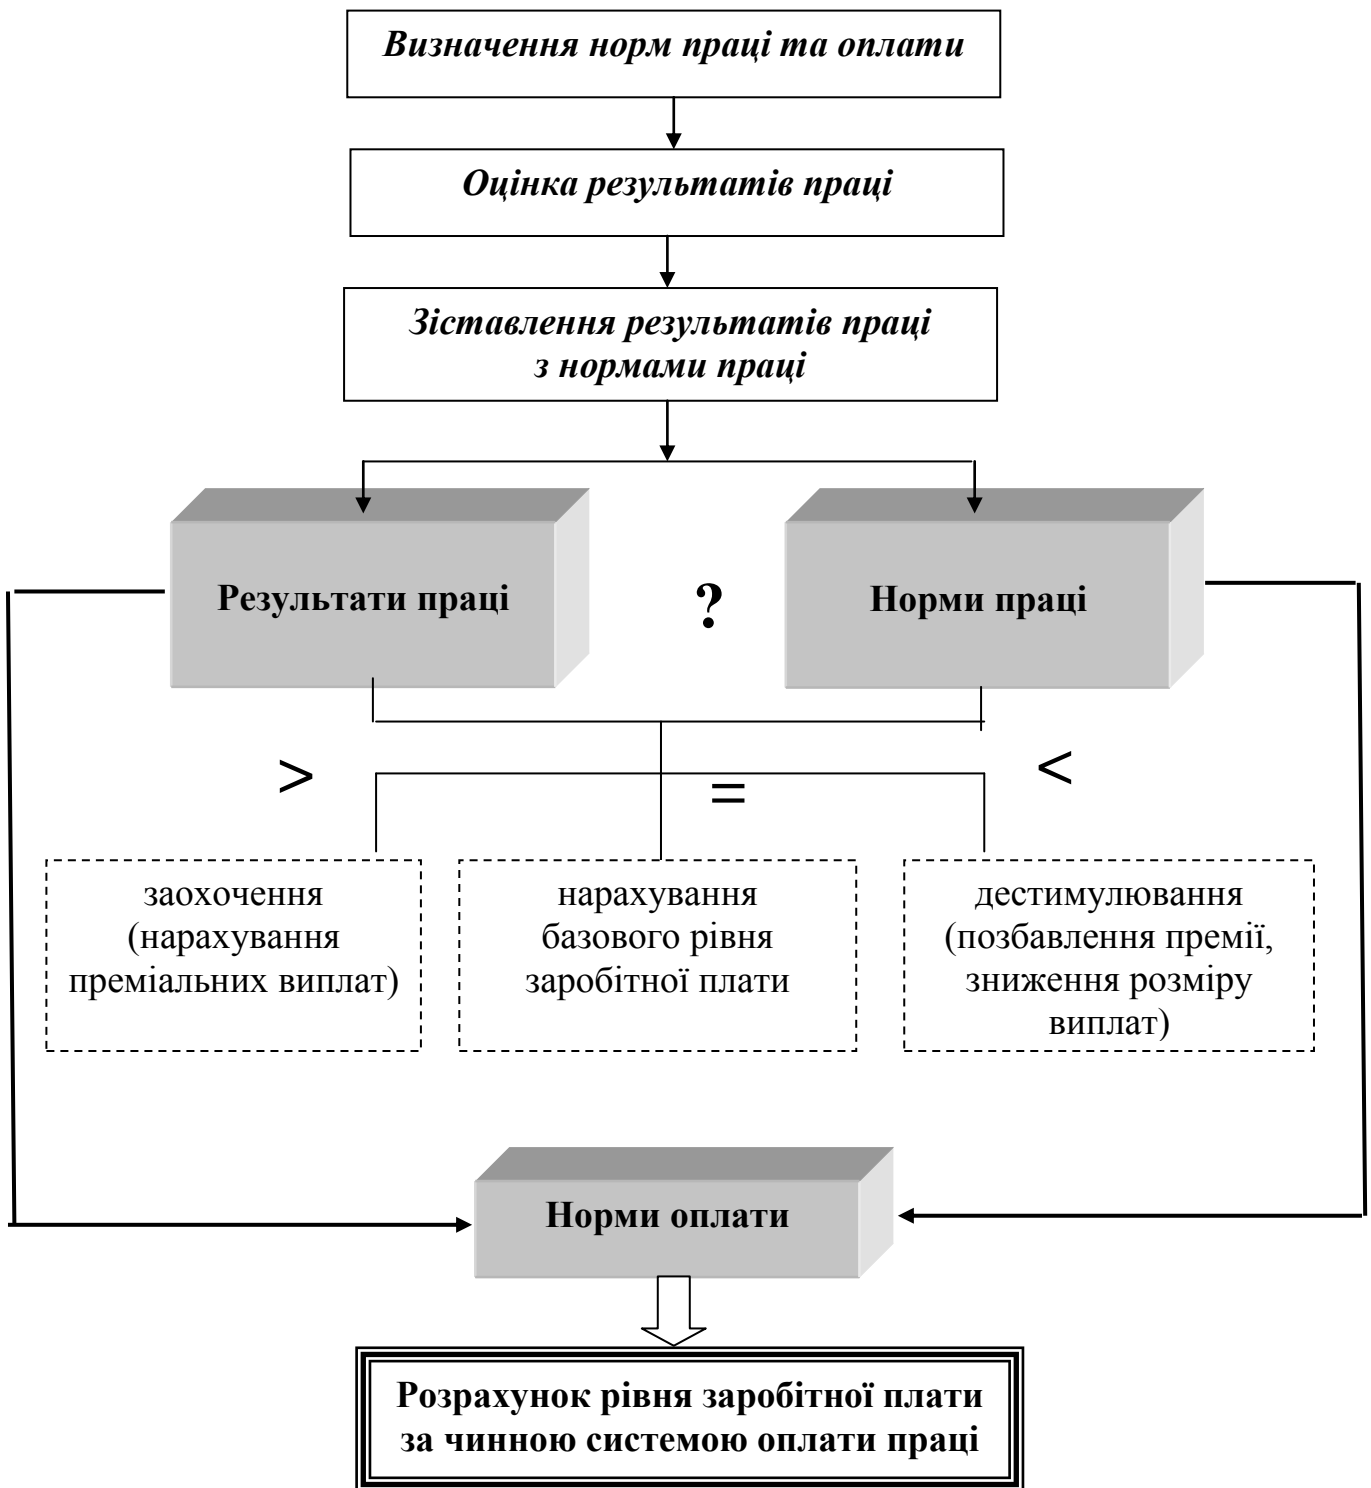 Визначення норм праці та оплати
Оцінка результатів праці
Зіставлення результатів праці
з нормами праці
Результати праці
?
Норми праці
>
=
<
заохочення
(нарахування
преміальних виплат)
нарахування
базового рівня
заробітної плати
дестимулювання
(позбавлення премії,
зниження розміру
виплат)
Норми оплати
Розрахунок рівня заробітної плати
за чинною системою оплати праці